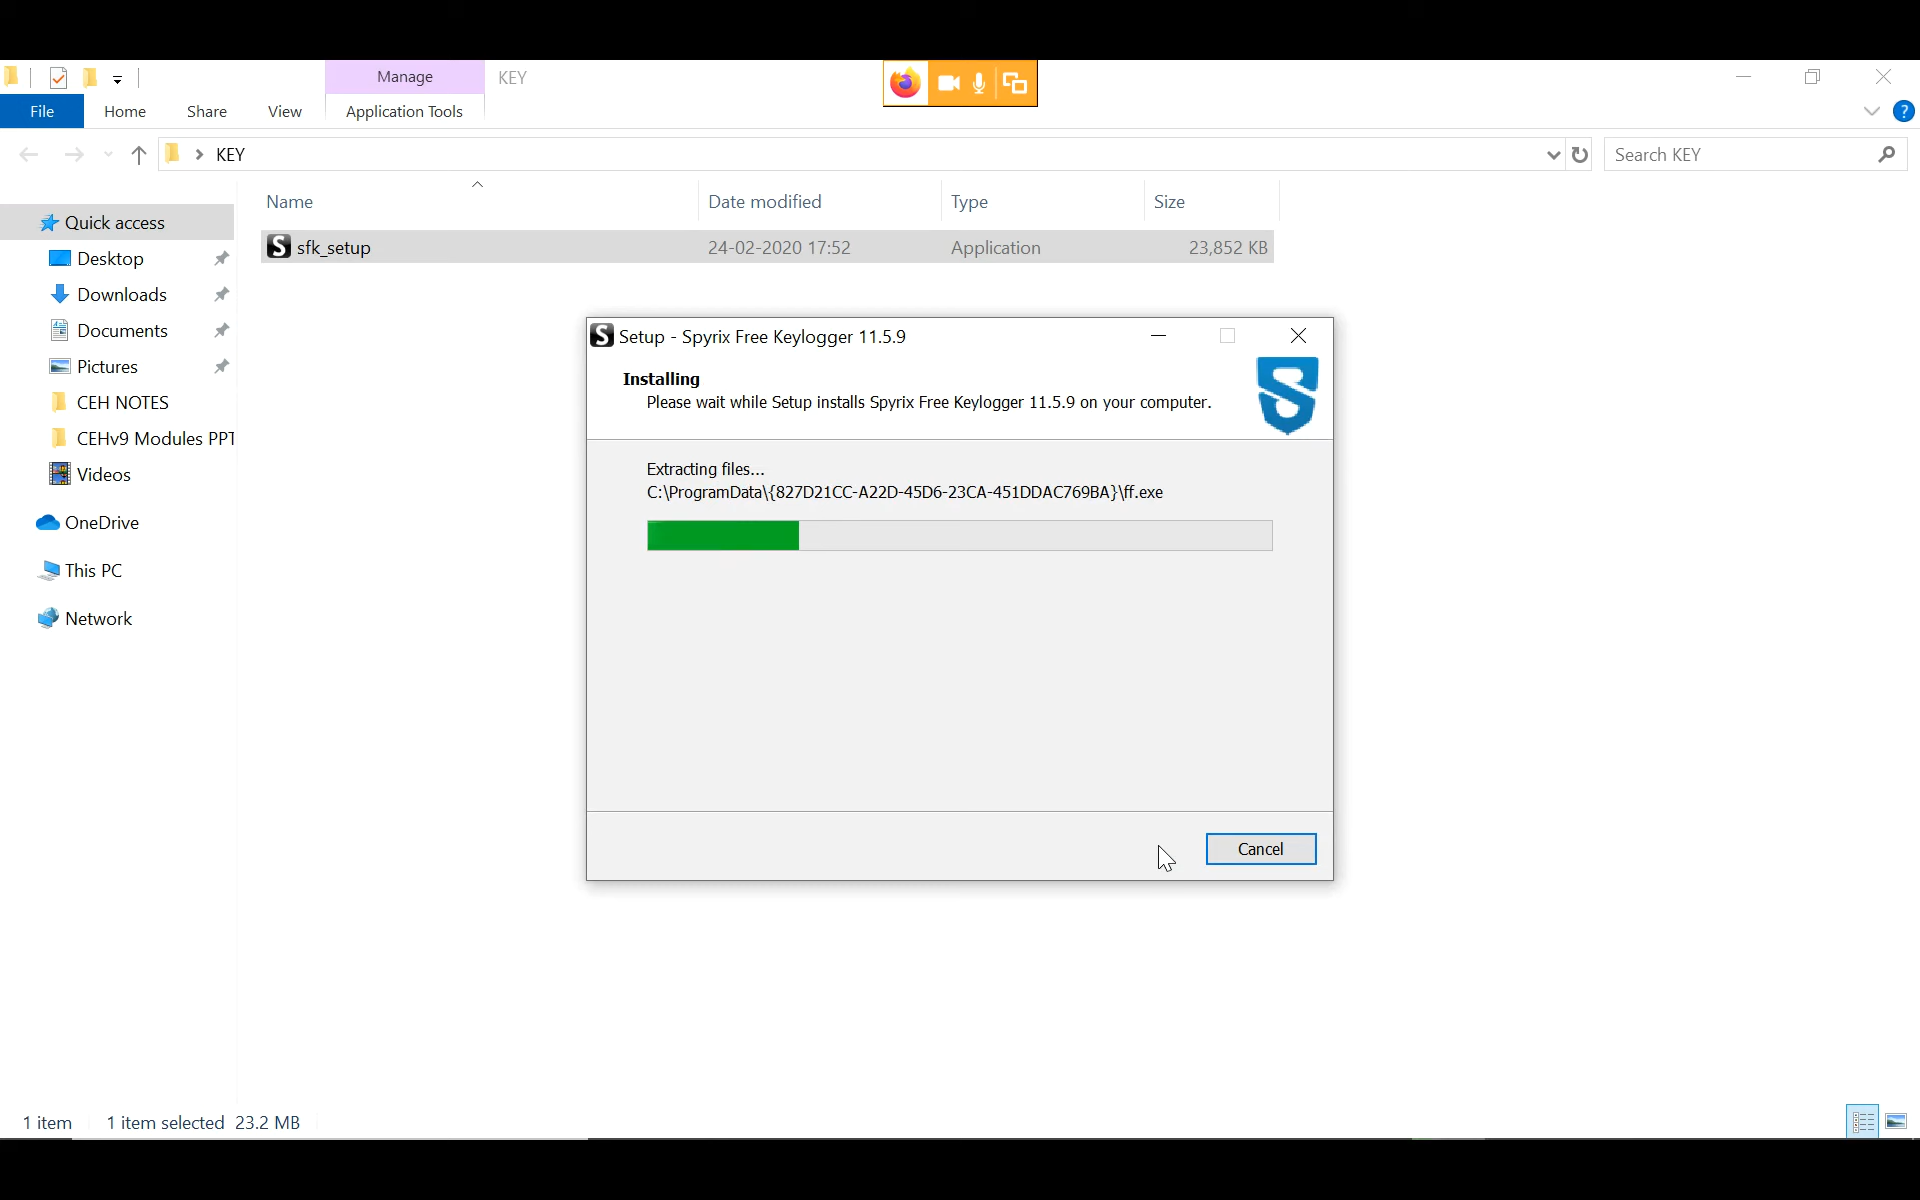 Manage
KEY
File
Home
Share
View
Application Tools
?
KEY
Search KEY
Name
Date modified
Type
Size
Quick access
sfk_setup
24-02-2020 17:52
Application
23,852 KB
Desktop
Downloads
Documents
Pictures
CEH NOTES
CEHv9 Modules PPT
Videos
OneDrive
This PC
Network
S Setup - Spyrix Free Keylogger 11.5.9
Installing
Please wait while Setup installs Spyrix Free Keylogger 11.5.9 on your computer.
Extracting files...
C:\ProgramData\{827D21CC-A22D-45D6-23CA-451DDAC769BA}\ff.exe
Cancel
1 item
1 item selected 23.2 MB